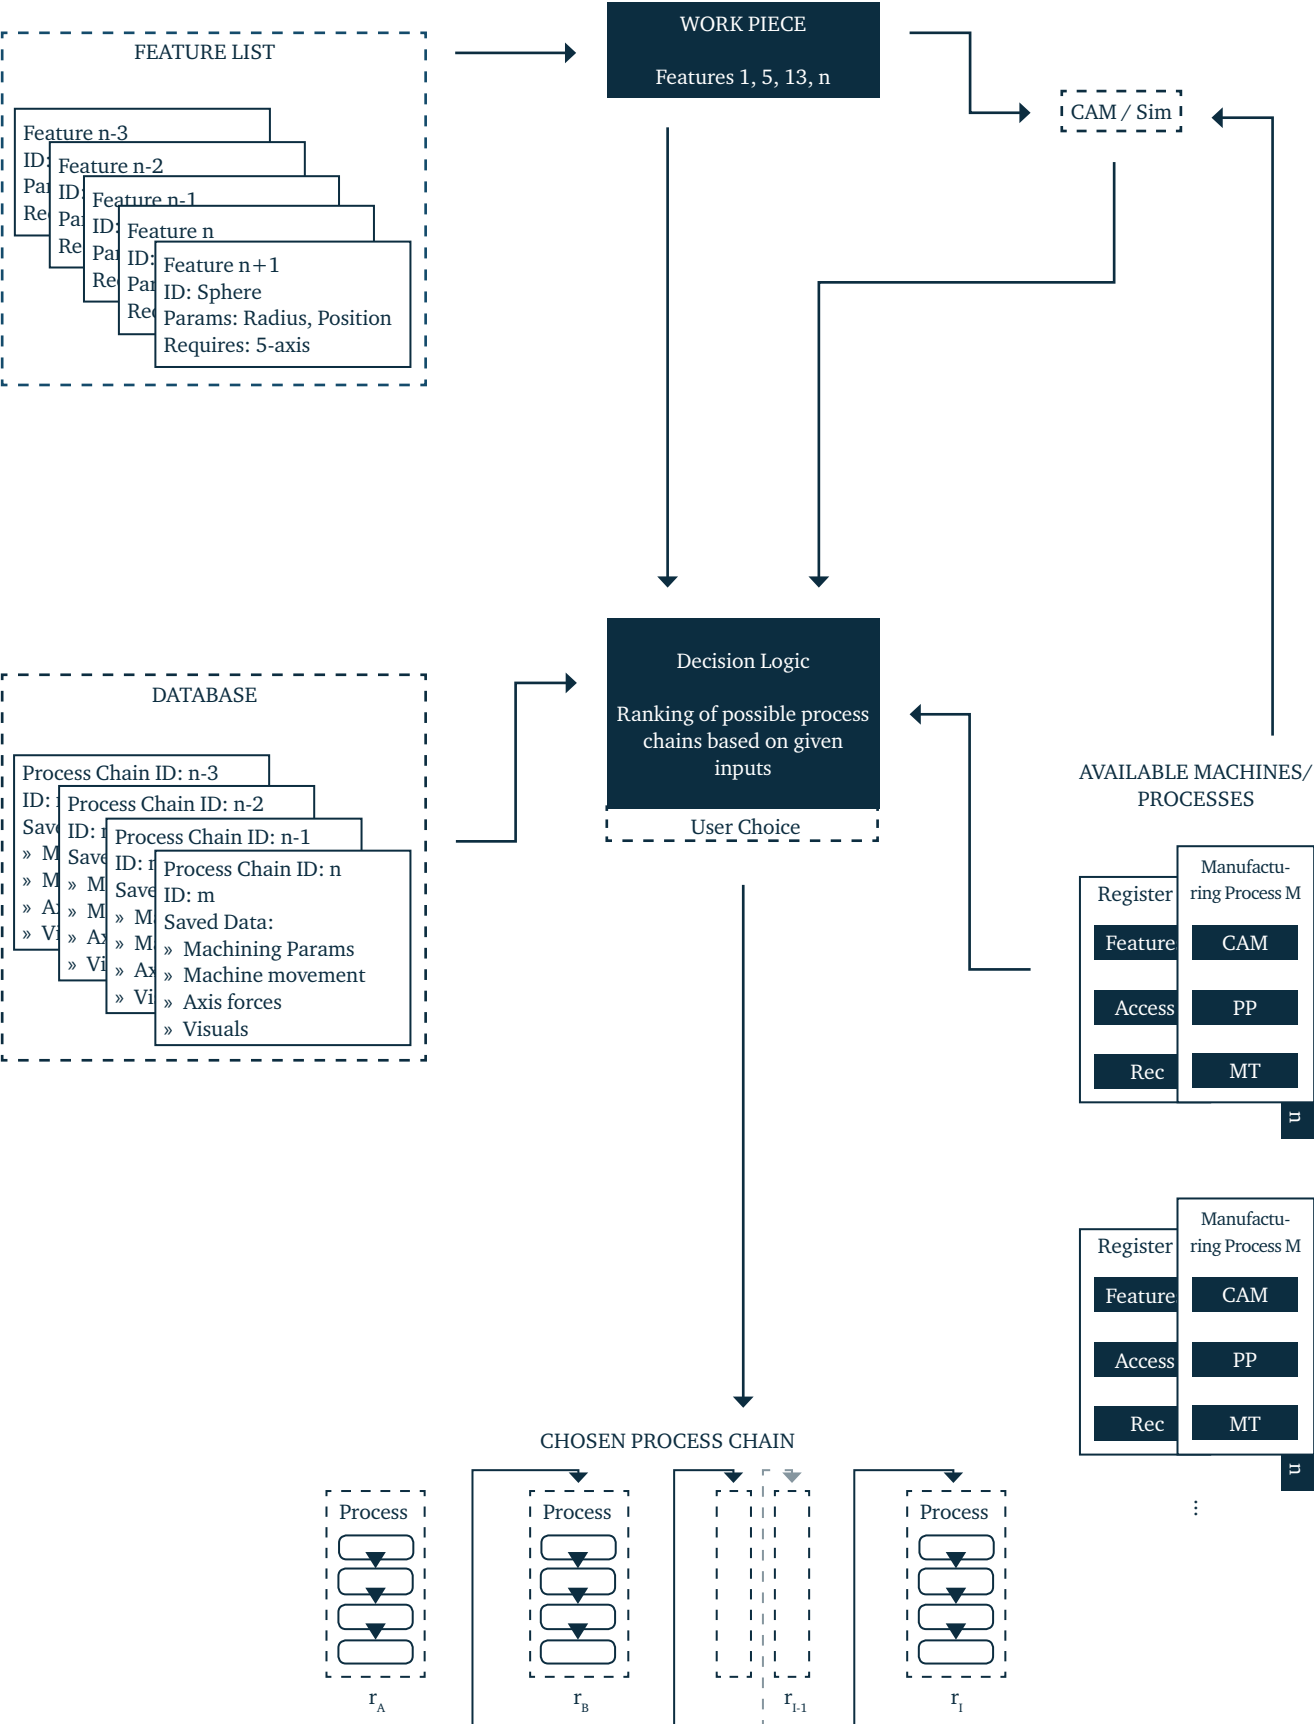 FEATURE LIST
Feature n-3
ID:
Feature n-2
ID:
Feature n-1
ID:
Feature n
ID:
Feature n+1
ID: Sphere
Params: Radius, Position
Requires: 5-axis
WORK PIECE
Features 1, 5, 13, n
CAM / Sim
DATABASE
Process Chain ID: n-3
ID:
Process Chain ID: n-2
ID:
Process Chain ID: n-1
ID:
Process Chain ID: n
ID: m
Saved Data:
» Machining Params
» Machine movement
» Axis forces
» Visuals
Decision Logic
Ranking of possible process
chains based on given
inputs
User Choice
AVAILABLE MACHINES/
PROCESSES
Register
Feature
Access
Rec
Manufactu-
ring Process M
CAM
PP
MT
n
Register
Feature
Access
Rec
Manufactu-
ring Process M
CAM
PP
MT
n
⋮
CHOSEN PROCESS CHAIN
Process
Process
Process
r_A
r_B
r_I-1
r_I